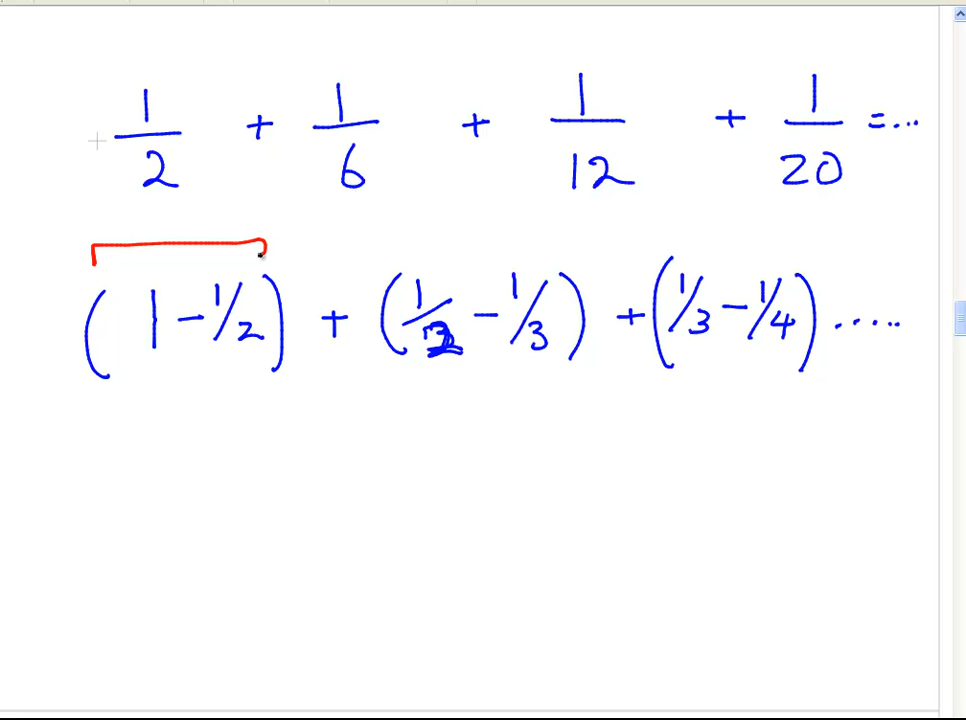 1/2 + 1/6 + 1/12 + 1/20 = ...
(1 - 1/2) + (1/2 - 1/3) + (1/3 - 1/4) .....